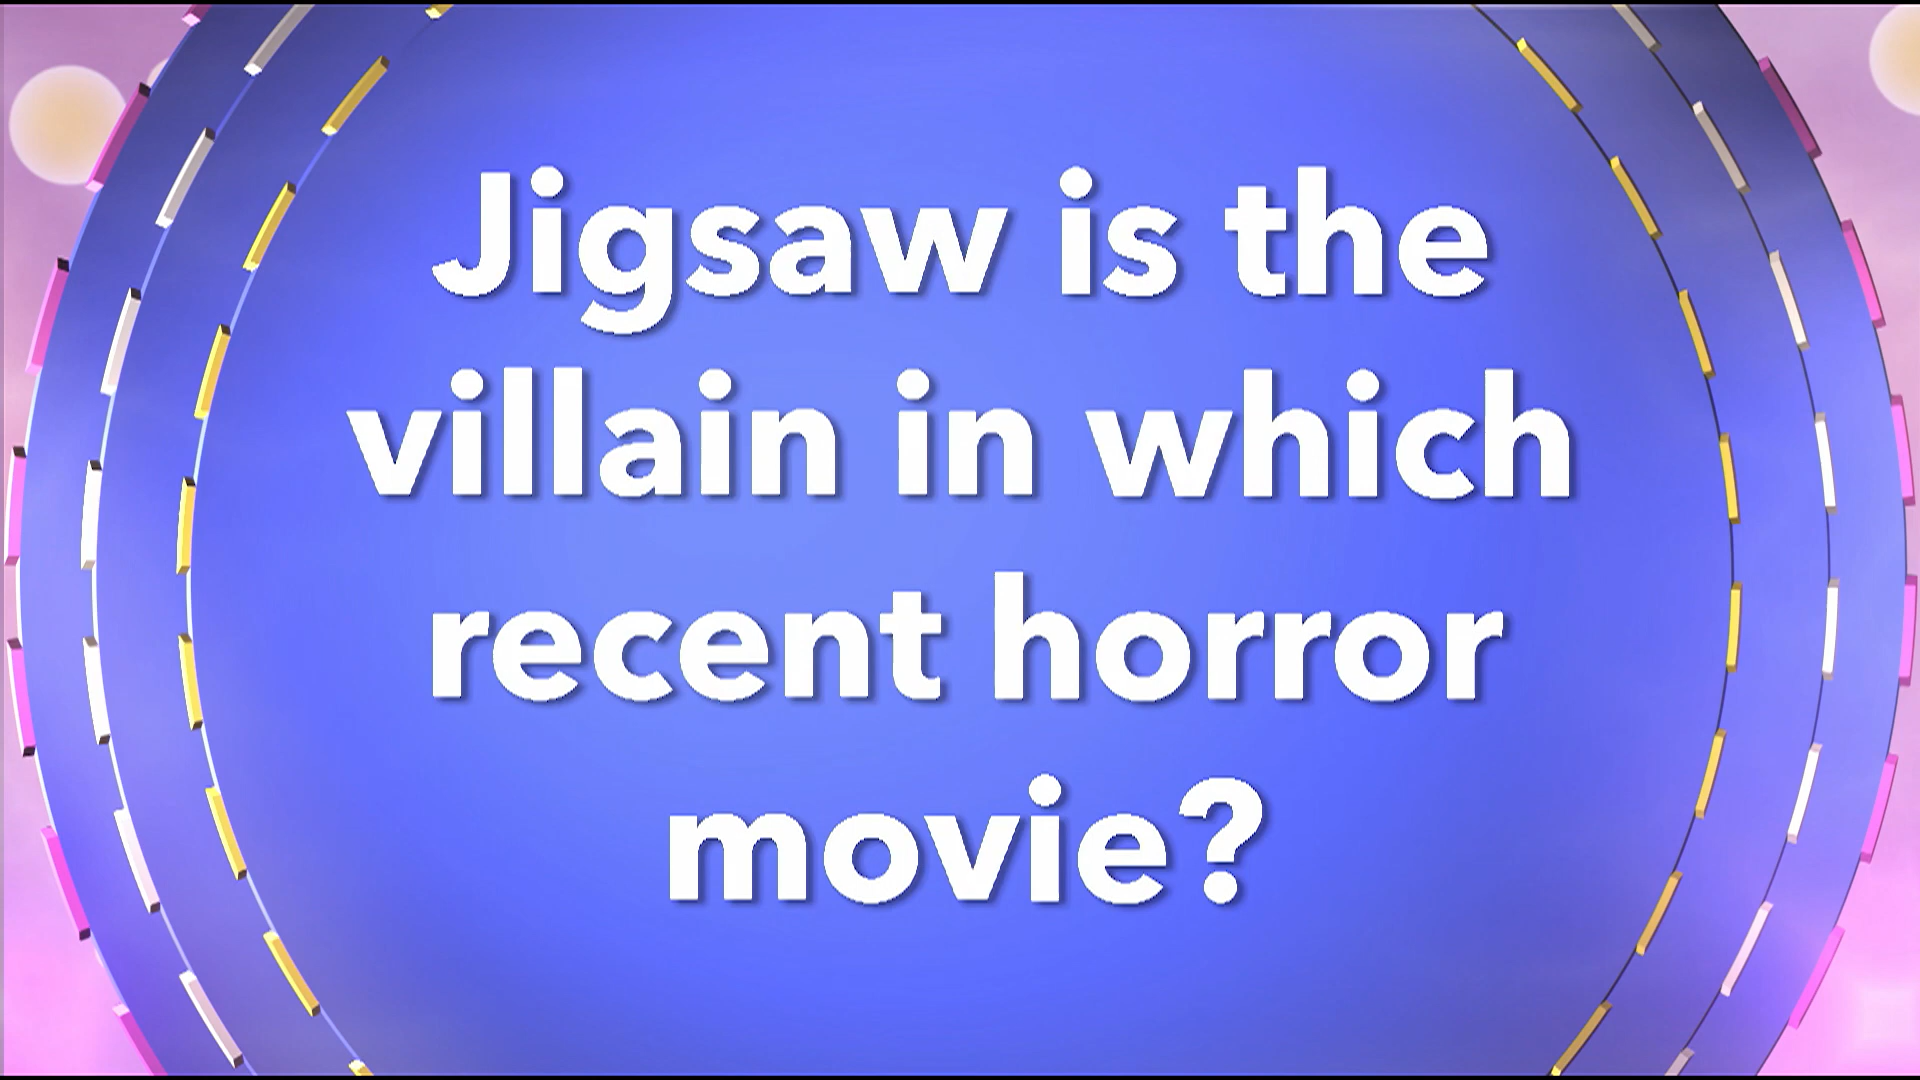 Jigsaw is the
villain in which
recent horror
movie?